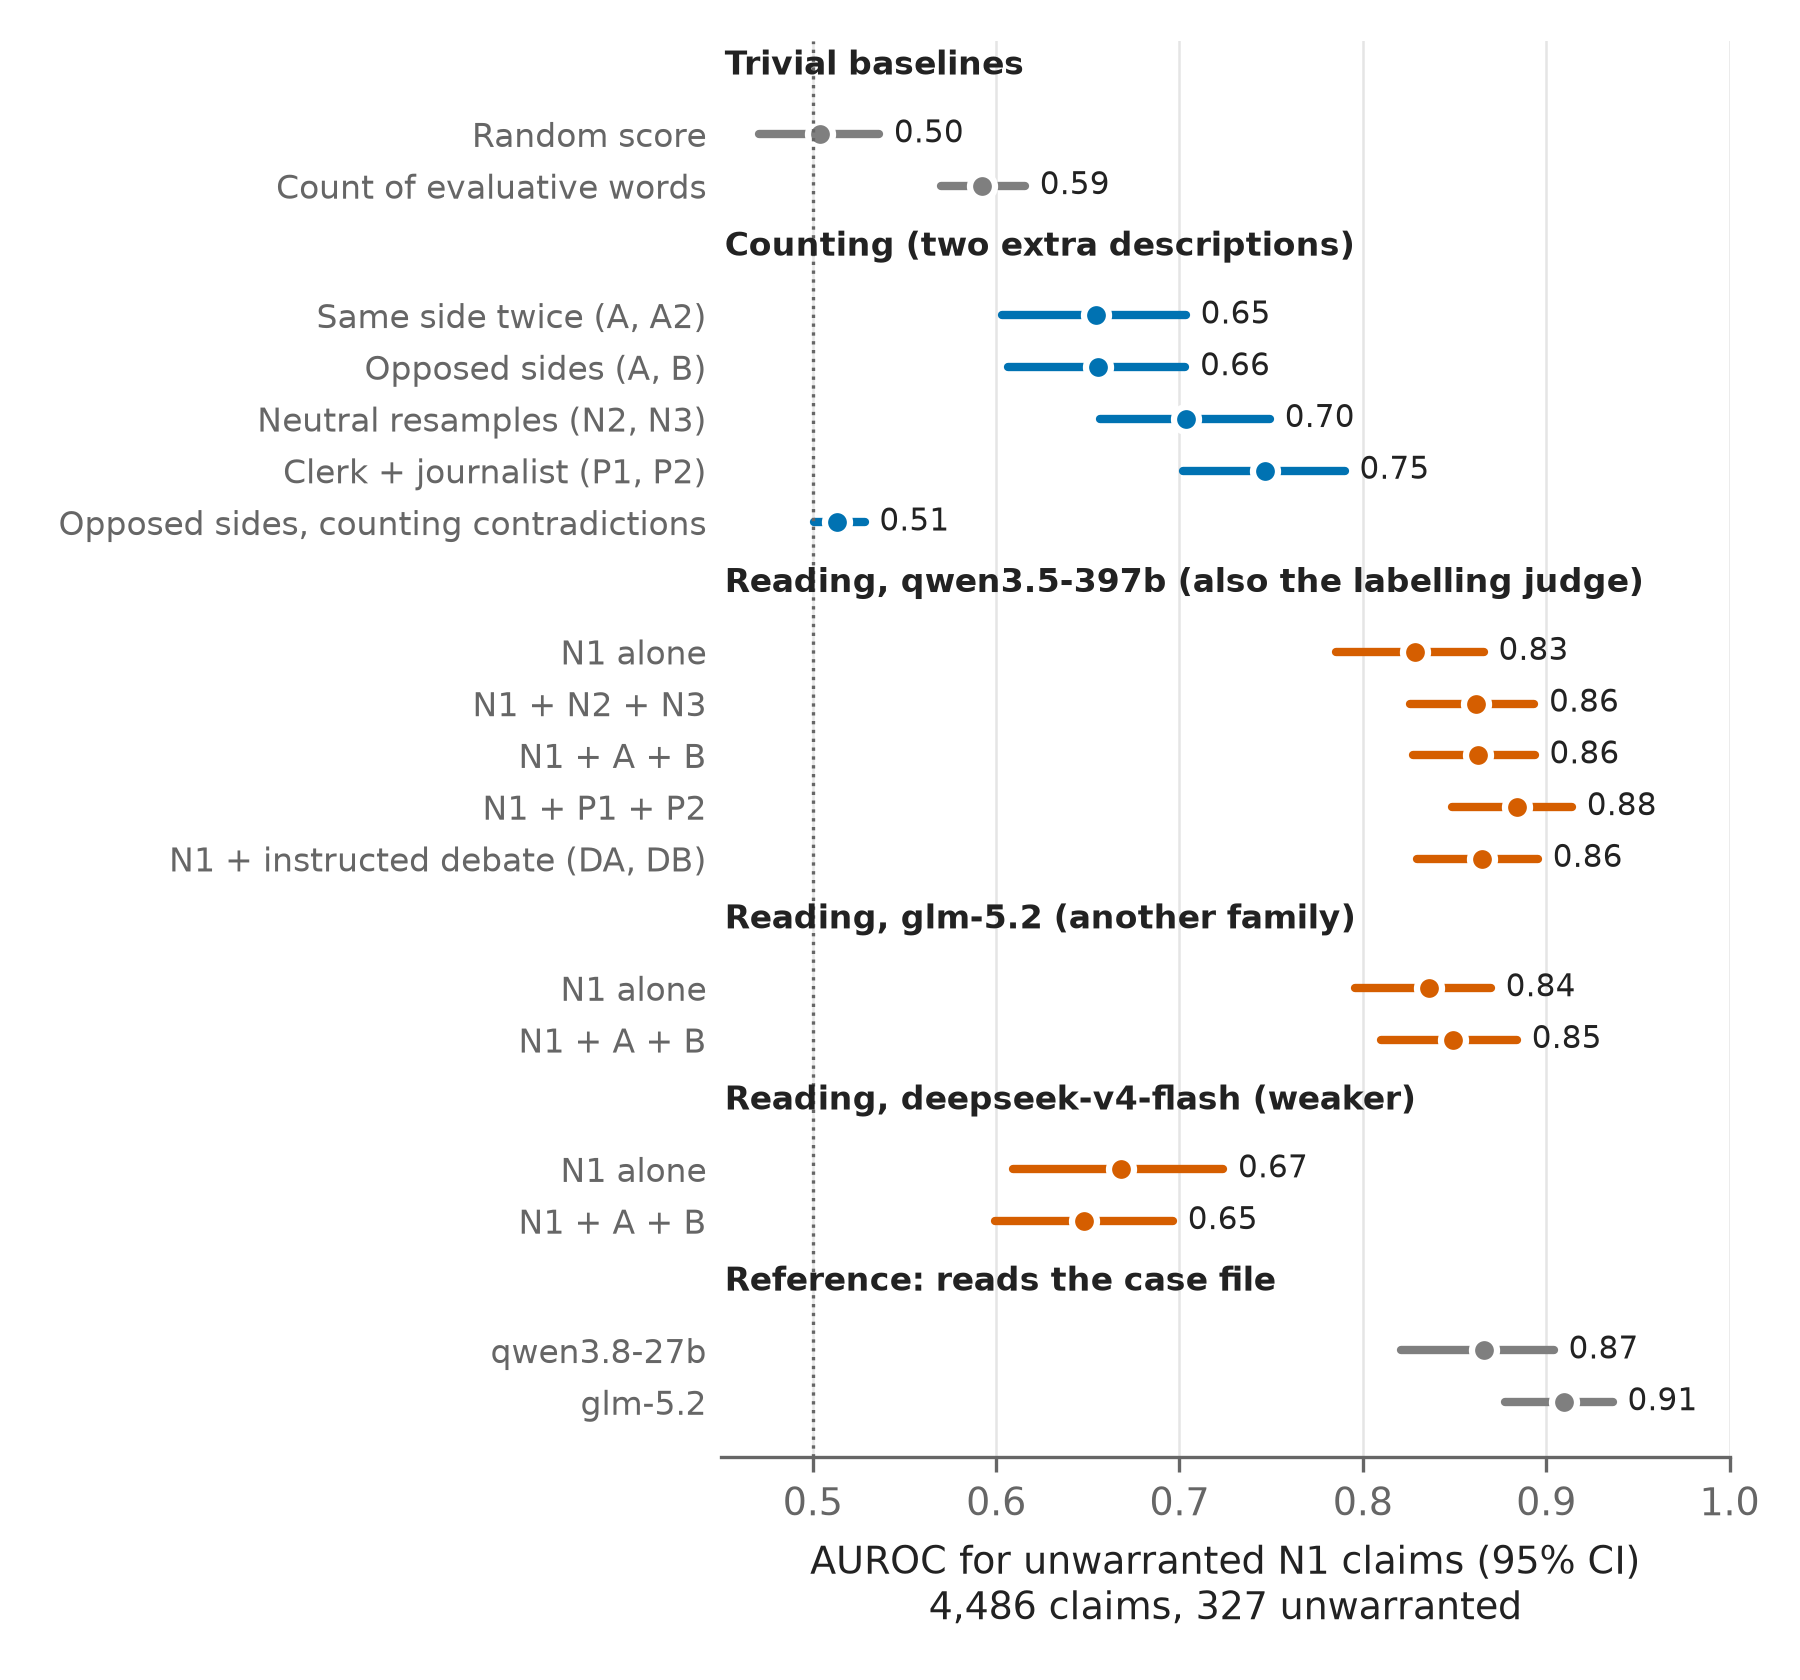 Trivial baselines
Random score 0.50
Count of evaluative words 0.59
Counting (two extra descriptions)
Same side twice (A, A2) 0.65
Opposed sides (A, B) 0.66
Neutral resamples (N2, N3) 0.70
Clerk + journalist (P1, P2) 0.75
Opposed sides, counting contradictions 0.51
Reading, qwen3.5-397b (also the labelling judge)
N1 alone 0.83
N1 + N2 + N3 0.86
N1 + A + B 0.86
N1 + P1 + P2 0.88
N1 + instructed debate (DA, DB) 0.86
Reading, glm-5.2 (another family)
N1 alone 0.84
N1 + A + B 0.85
Reading, deepseek-v4-flash (weaker)
N1 alone 0.67
N1 + A + B 0.65
Reference: reads the case file
qwen3.8-27b 0.87
glm-5.2 0.91
0.5 0.6 0.7 0.8 0.9 1.0
AUROC for unwarranted N1 claims (95% CI)
4,486 claims, 327 unwarranted